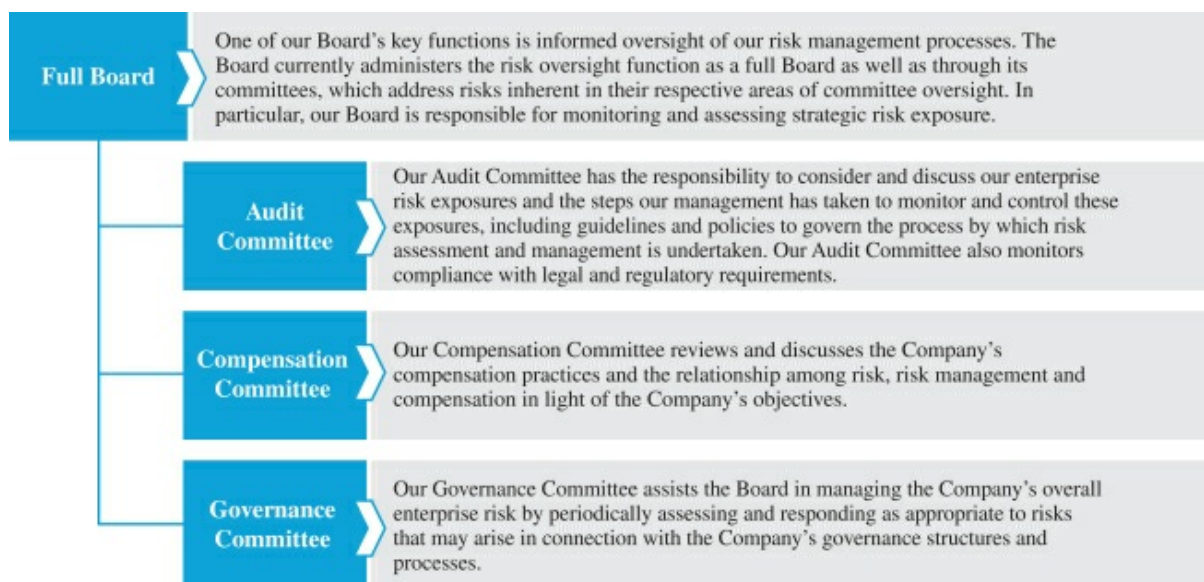 Full Board
One of our Board's key functions is informed oversight of our risk management processes. The
Board currently administers the risk oversight function as a full Board as well as through its
committees, which address risks inherent in their respective areas of committee oversight. In
particular, our Board is responsible for monitoring and assessing strategic risk exposure.
Audit
Committee
Our Audit Committee has the responsibility to consider and discuss our enterprise
risk exposures and the steps our management has taken to monitor and control these
exposures, including guidelines and policies to govern the process by which risk
assessment and management is undertaken. Our Audit Committee also monitors
compliance with legal and regulatory requirements.
Compensation
Committee
Our Compensation Committee reviews and discusses the Company's
compensation practices and the relationship among risk, risk management and
compensation in light of the Company's objectives.
Governance
Committee
Our Governance Committee assists the Board in managing the Company's overall
enterprise risk by periodically assessing and responding as appropriate to risks
that may arise in connection with the Company's governance structures and
processes.